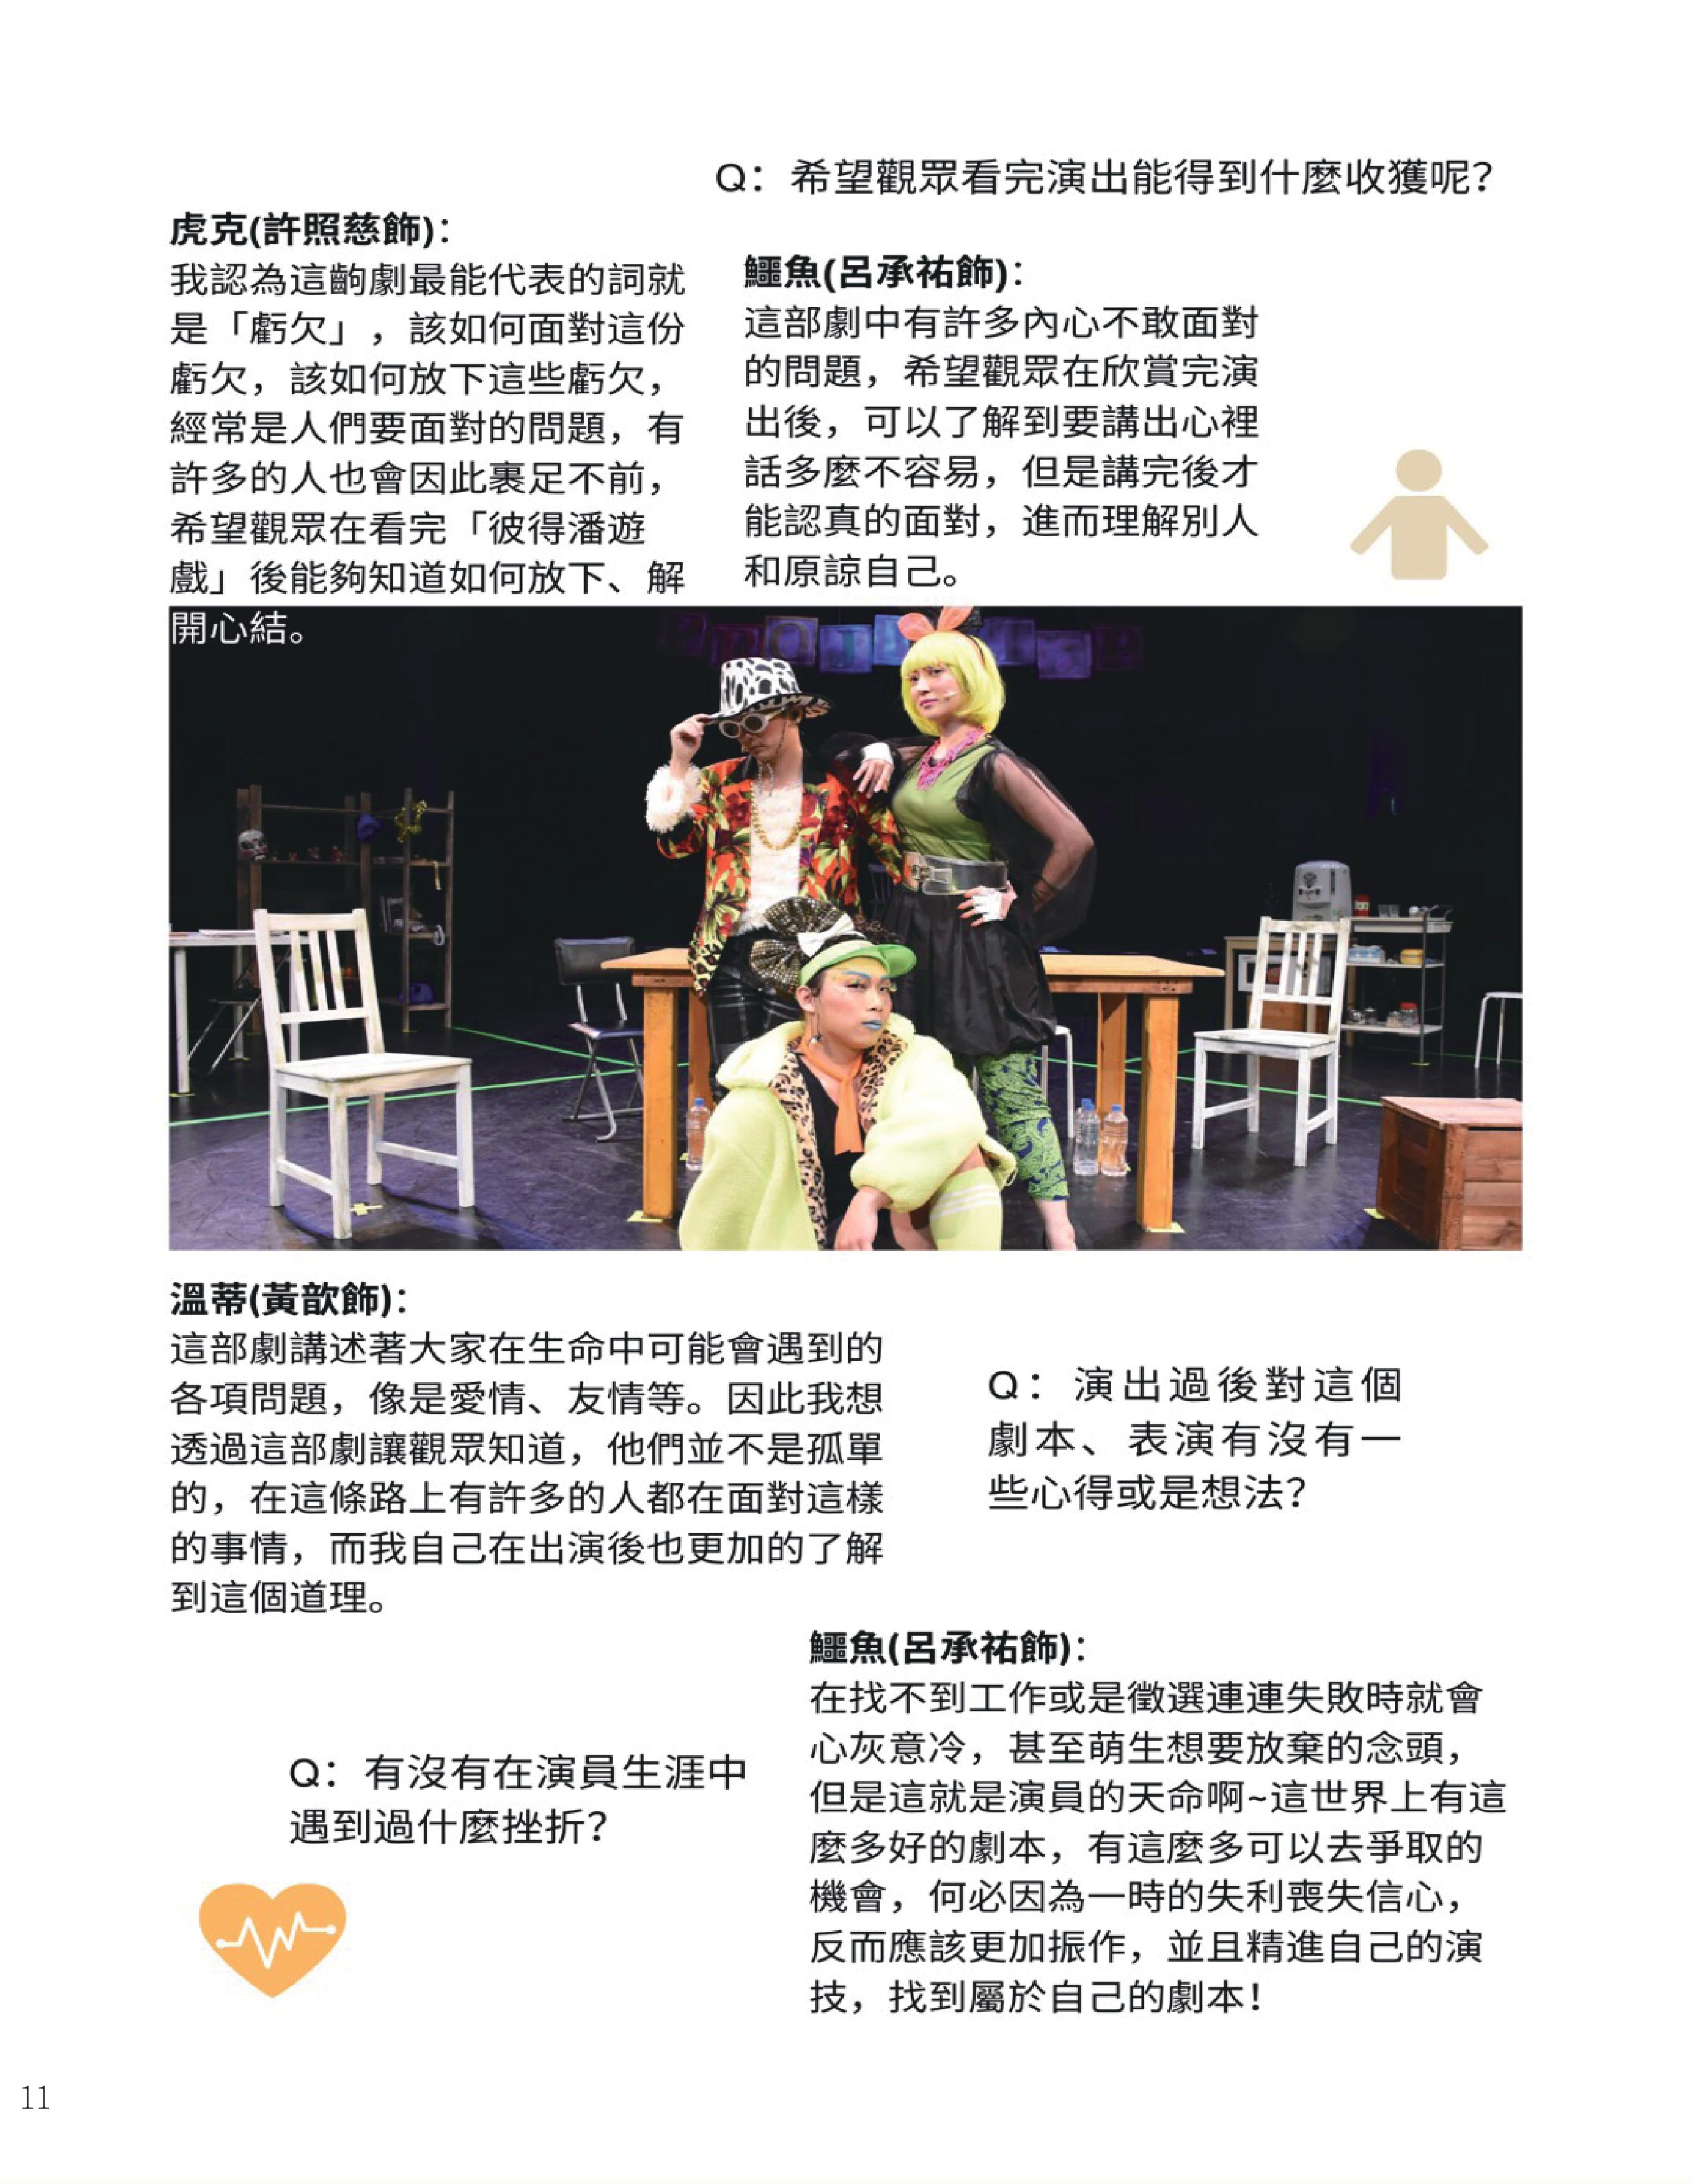 Q：希望觀眾看完演出能得到什麼收獲呢？
虎克(許照慈飾)：
我認為這齣劇最能代表的詞就
是「虧欠」，該如何面對這份
虧欠，該如何放下這些虧欠，
經常是人們要面對的問題，有
許多的人也會因此裹足不前，
希望觀眾在看完「彼得潘遊
戲」後能夠知道如何放下、解
開心結。
鱷魚(呂承祐飾)：
這部劇中有許多內心不敢面對
的問題，希望觀眾在欣賞完演
出後，可以了解到要講出心裡
話多麼不容易，但是講完後才
能認真的面對，進而理解別人
和原諒自己。
溫蒂(黃歆飾)：
這部劇講述著大家在生命中可能會遇到的
各項問題，像是愛情、友情等。因此我想
透過這部劇讓觀眾知道，他們並不是孤單
的，在這條路上有許多的人都在面對這樣
的事情，而我自己在出演後也更加的了解
到這個道理。
Q：演出過後對這個
劇本、表演有沒有一
些心得或是想法？
Q：有沒有在演員生涯中
遇到過什麼挫折？
鱷魚(呂承祐飾)：
在找不到工作或是徵選連連失敗時就會
心灰意冷，甚至萌生想要放棄的念頭，
但是這就是演員的天命啊~這世界上有這
麼多好的劇本，有這麼多可以去爭取的
機會，何必因為一時的失利喪失信心，
反而應該更加振作，並且精進自己的演
技，找到屬於自己的劇本！
11